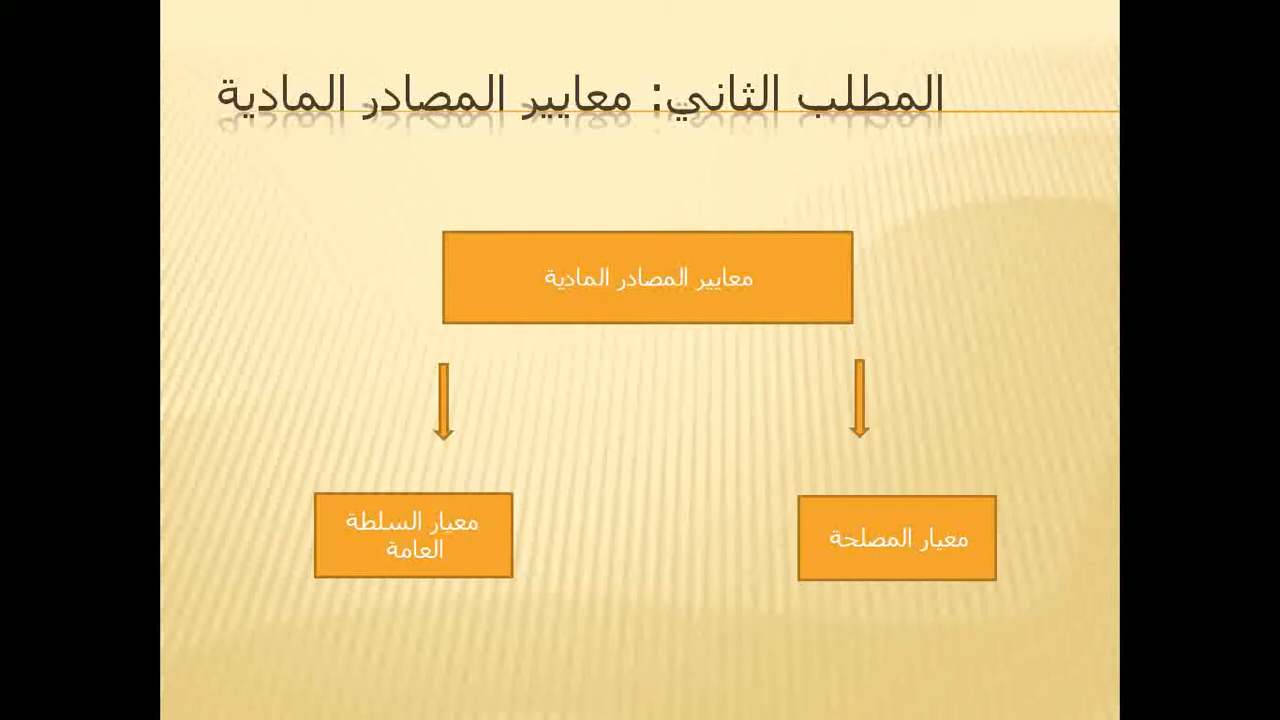 المطلب الثاني: معايير المصادر المادية
معايير المصادر المادية
معيار المصلحة
معيار السلطة
العامة